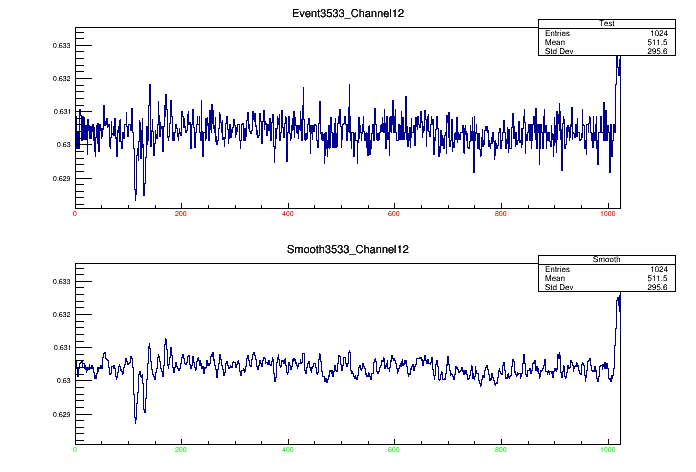 Event3533_Channel12
Test
Entries 1024
Mean 511.5
Std Dev 295.6
0.633
0.632
0.631
0.63
0.629
0 200 400 600 800 1000
Smooth3533_Channel12
Smooth
Entries 1024
Mean 511.5
Std Dev 295.6
0.633
0.632
0.631
0.63
0.629
0 200 400 600 800 1000